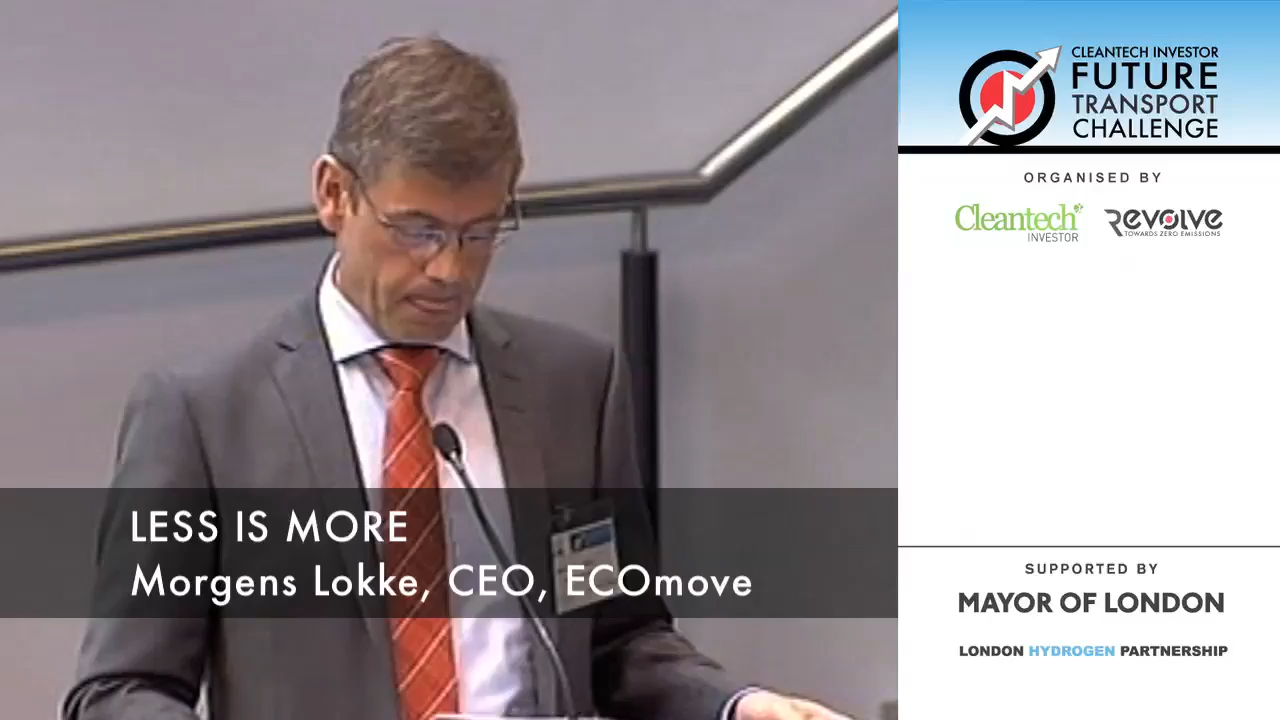 LESS IS MORE
Morgens Lokke, CEO, ECOmove
CLEANTECH INVESTOR
FUTURE
TRANSPORT
CHALLENGE
ORGANISED BY
Cleantech
INVESTOR
REVOLVE
TOWARDS ZERO EMISSIONS
SUPPORTED BY
MAYOR OF LONDON
LONDON HYDROGEN PARTNERSHIP